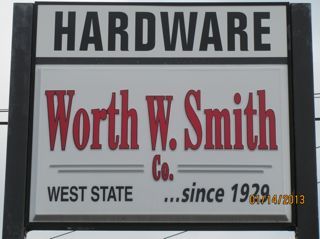 HARDWARE
Worth W. Smith
Co.
WEST STATE ...since 1929
01/14/2013